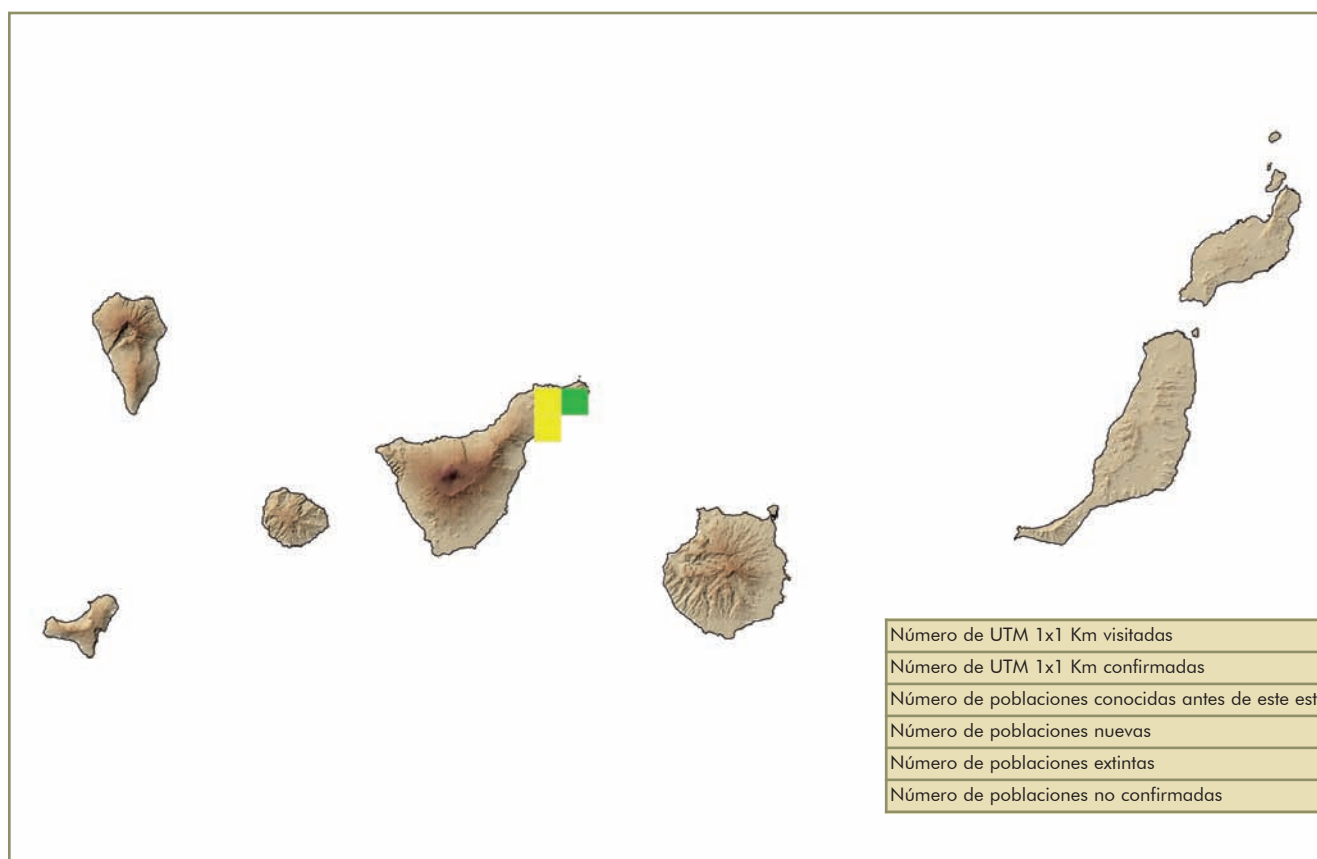 Número de UTM 1x1 Km visitadas
Número de UTM 1x1 Km confirmadas
Número de poblaciones conocidas antes de este est
Número de poblaciones nuevas
Número de poblaciones extintas
Número de poblaciones no confirmadas